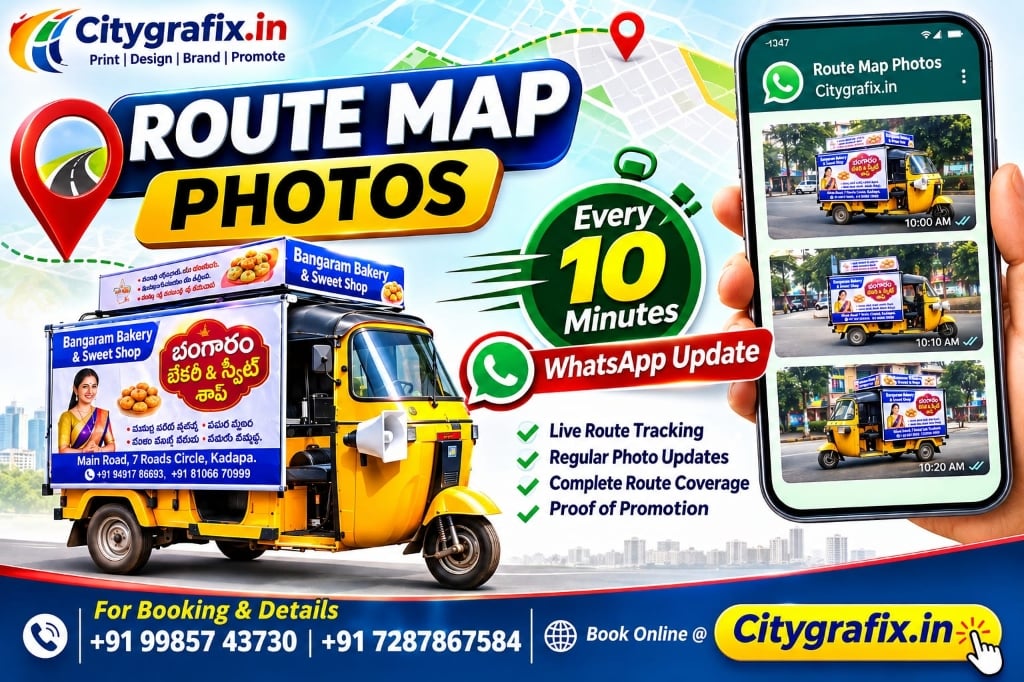 Citygrafix.in
Print | Design | Brand | Promote
ROUTE MAP
PHOTOS
Every
10
Minutes
WhatsApp Update
Live Route Tracking
Regular Photo Updates
Complete Route Coverage
Proof of Promotion
Bangaram Bakery
& Sweet Shop
Bangaram Bakery
& Sweet Shop
బంగారం
బేకరీ & స్వీట్
శాప్
Main Road, 7 Roads Circle, Kadapa.
+91 94917 86693, +91 81066 70999
Route Map Photos
Citygrafix.in
10:00 AM
10:10 AM
10:20 AM
For Booking & Details
+91 99857 43730 | +91 7287867584
Book Online @
Citygrafix.in